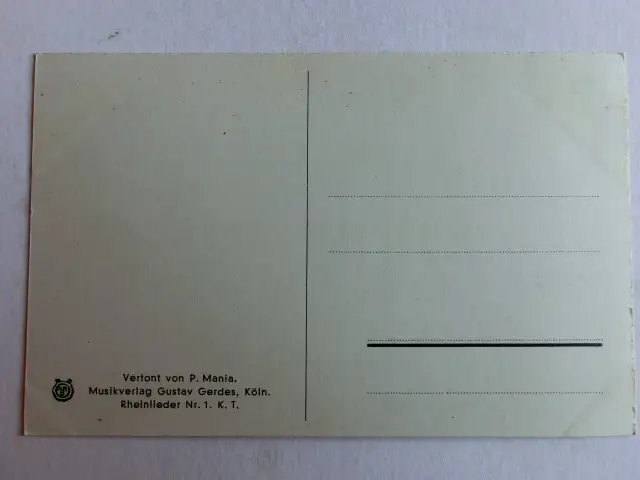 Vertont von P. Mania.
Musikverlag Gustav Gerdes, Köln.
Rheinlieder Nr. 1. K. T.